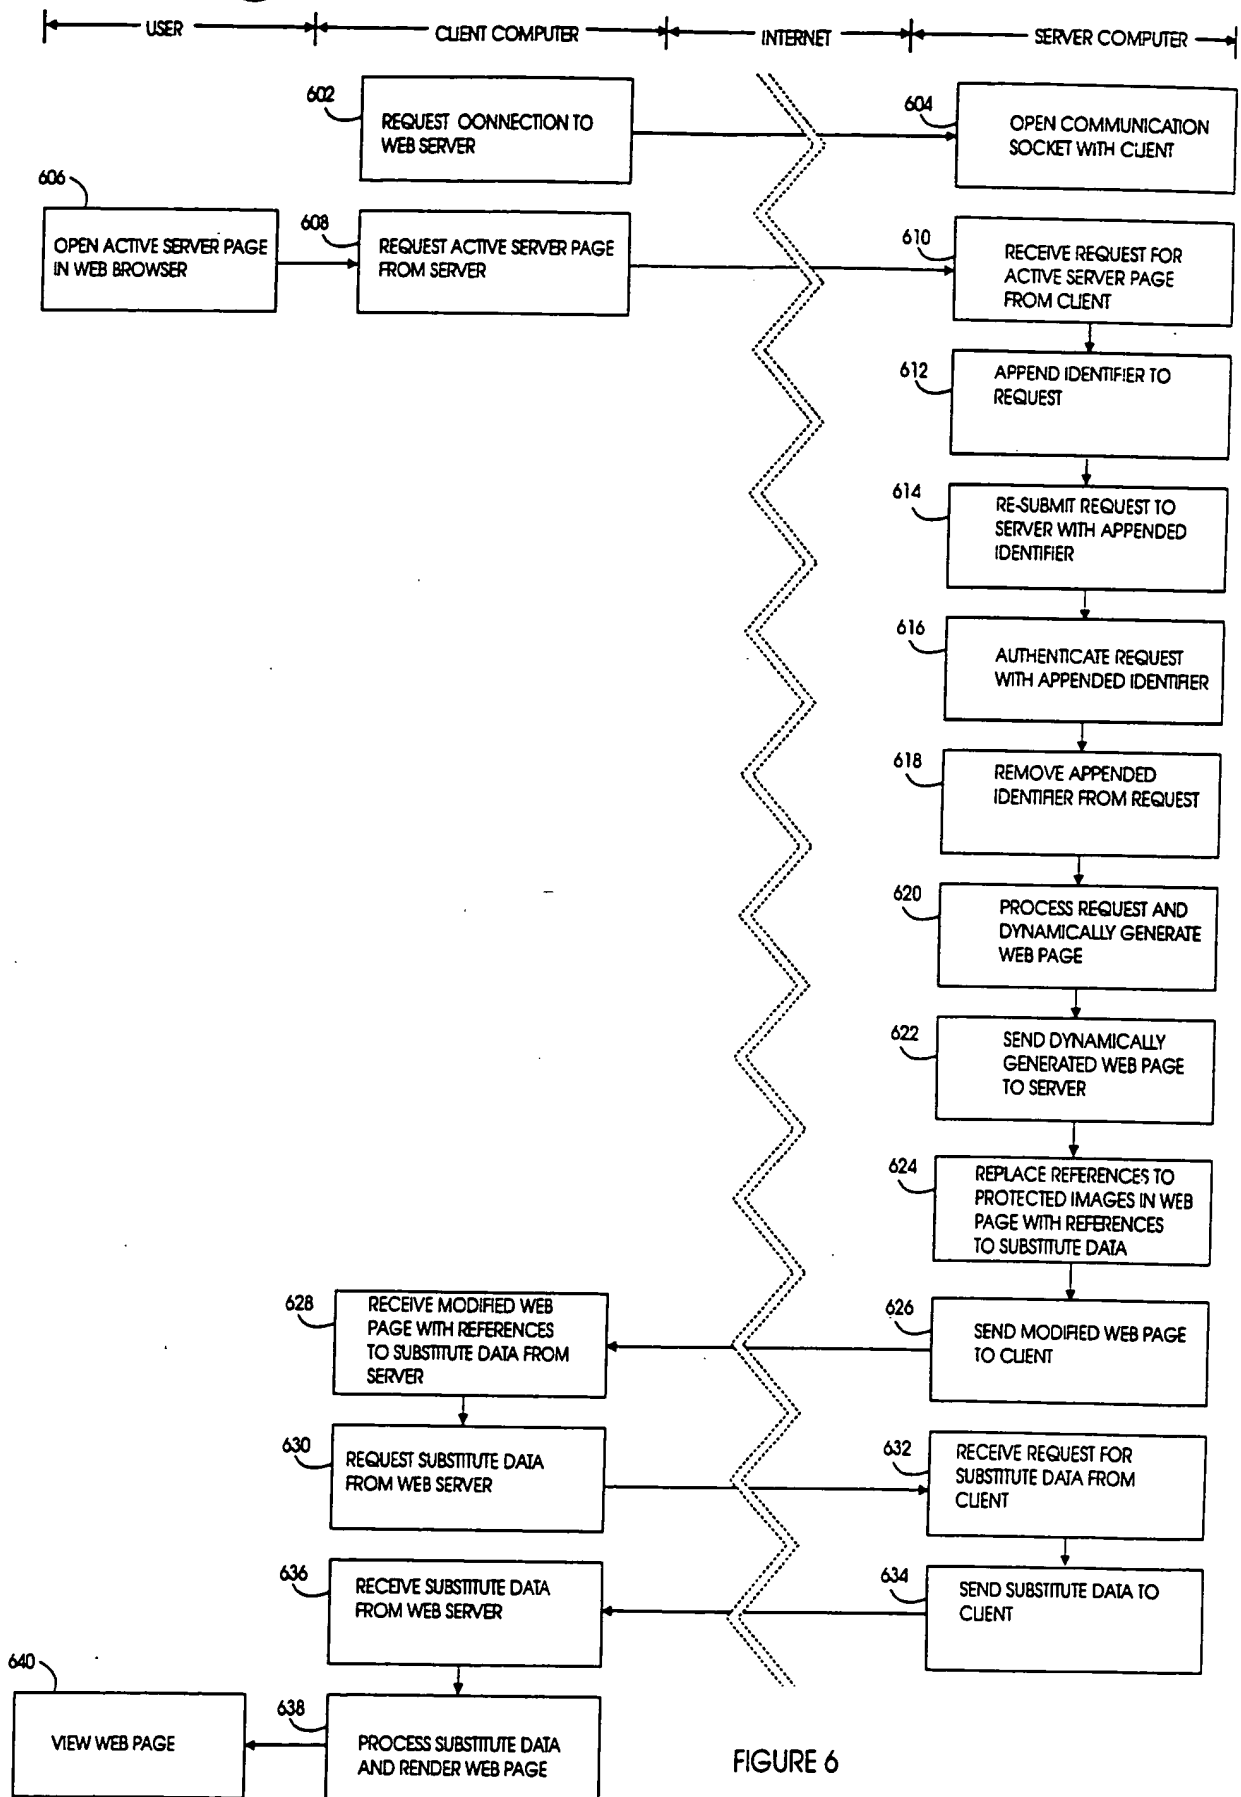 USER
CLIENT COMPUTER
INTERNET
SERVER COMPUTER
602
REQUEST OONNECTION TO
WEB SERVER
604
OPEN COMMUNICATION
SOCKET WITH CLIENT
606
OPEN ACTIVE SERVER PAGE
IN WEB BROWSER
608
REQUEST ACTIVE SERVER PAGE
FROM SERVER
610
RECEIVE REQUEST FOR
ACTIVE SERVER PAGE
FROM CLIENT
612
APPEND IDENTIFIER TO
REQUEST
614
RE-SUBMIT REQUEST TO
SERVER WITH APPENDED
IDENTIFIER
616
AUTHENTICATE REQUEST
WITH APPENDED IDENTIFIER
618
REMOVE APPENDED
IDENTIFIER FROM REQUEST
620
PROCESS REQUEST AND
DYNAMICALLY GENERATE
WEB PAGE
622
SEND DYNAMICALLY
GENERATED WEB PAGE
TO SERVER
624
REPLACE REFERENCES TO
PROTECTED IMAGES IN WEB
PAGE WITH REFERENCES
TO SUBSTITUTE DATA
626
SEND MODIFIED WEB PAGE
TO CLIENT
628
RECEIVE MODIFIED WEB
PAGE WITH REFERENCES
TO SUBSTITUTE DATA FROM
SERVER
630
REQUEST SUBSTITUTE DATA
FROM WEB SERVER
632
RECEIVE REQUEST FOR
SUBSTITUTE DATA FROM
CLIENT
634
SEND SUBSTITUTE DATA TO
CLIENT
636
RECEIVE SUBSTITUTE DATA
FROM WEB SERVER
638
PROCESS SUBSTITUTE DATA
AND RENDER WEB PAGE
640
VIEW WEB PAGE
FIGURE 6